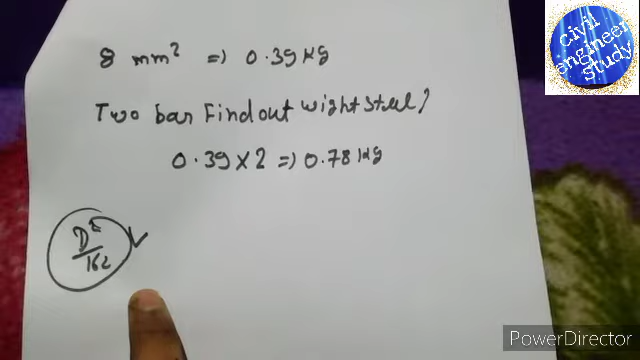 8 mm² => 0.39 kg
Two bar Find out wight Steel?
0.39 x 2 => 0.78 kg
D²/162
civil
engineer
study
PowerDirector